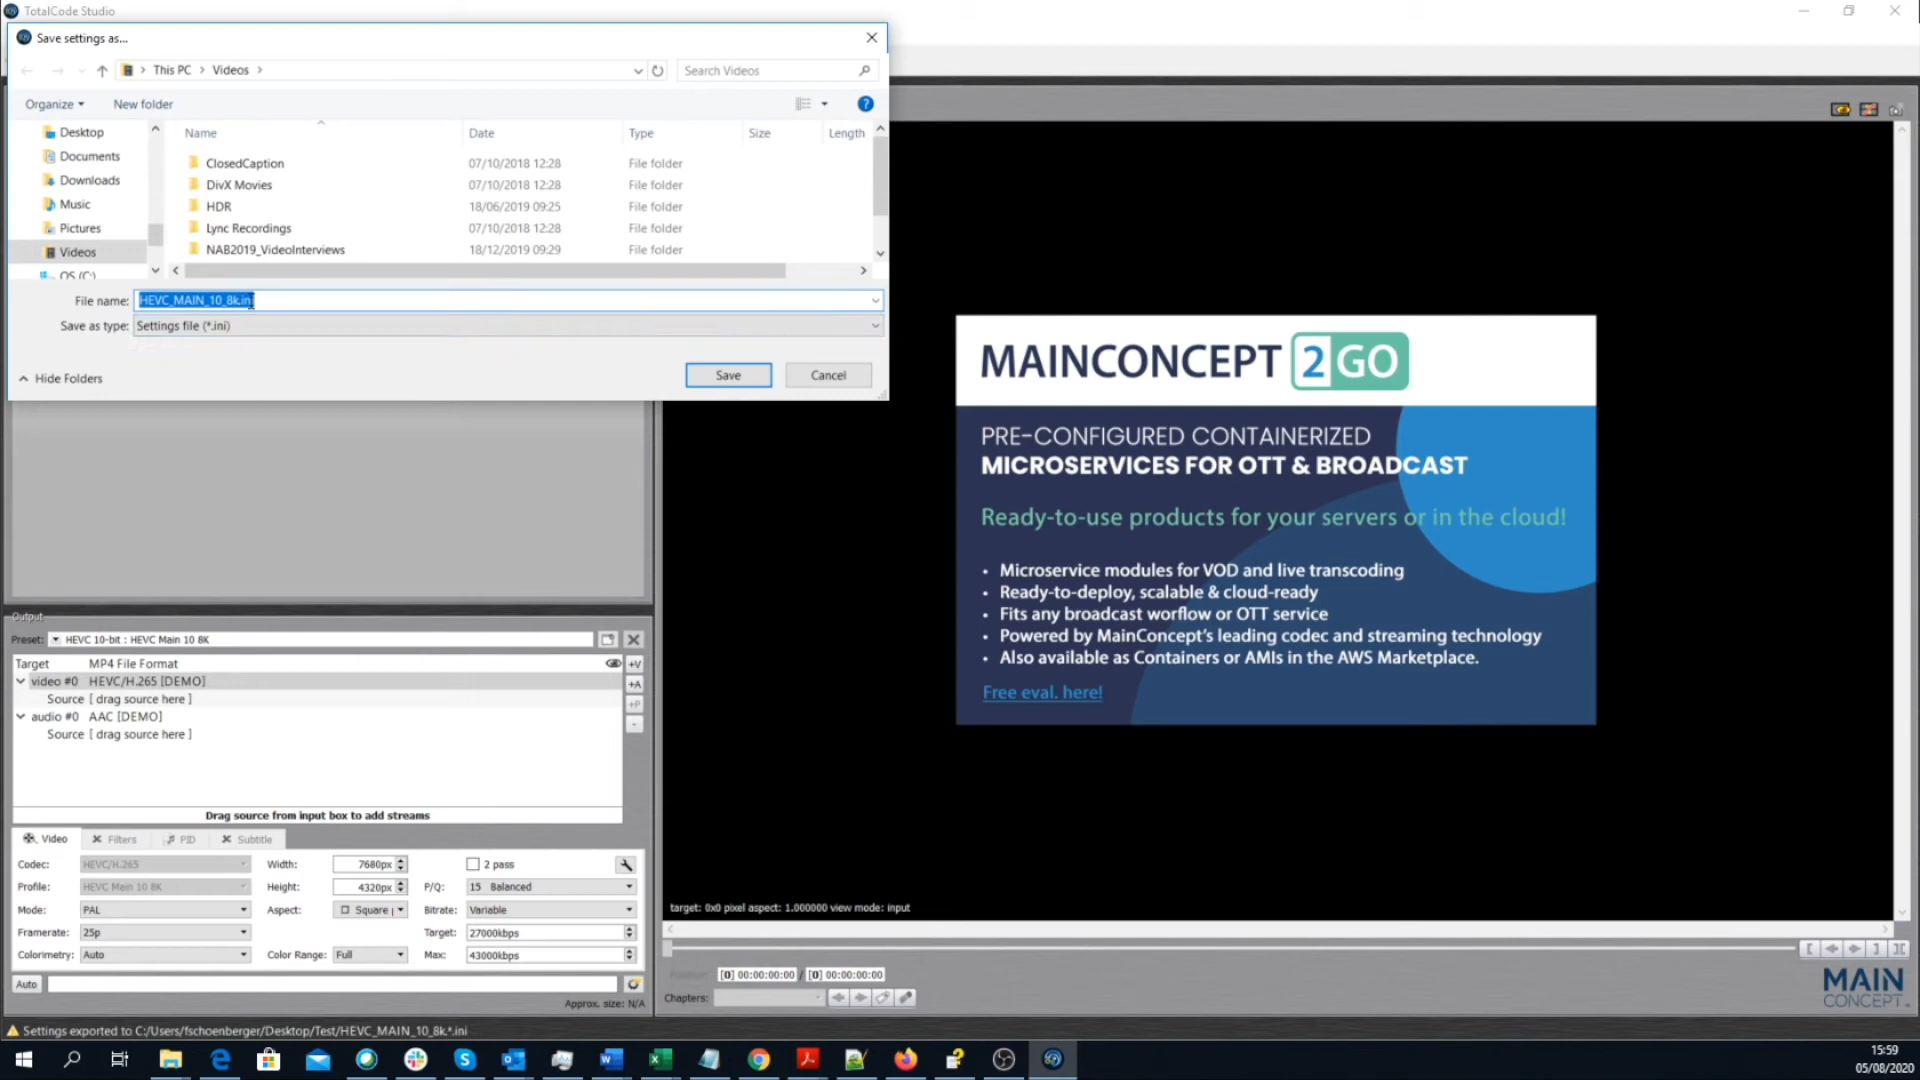 TotalCode Studio
Save settings as...
This PC > Videos >
Search Videos
Organize
New folder
Name
Date
Type
Size
Length
Desktop
Documents
Downloads
Music
Pictures
Videos
OS (C:)
ClosedCaption 07/10/2018 12:28 File folder
DivX Movies 07/10/2018 12:28 File folder
HDR 18/06/2019 09:25 File folder
Lync Recordings 07/10/2018 12:28 File folder
NAB2019_VideoInterviews 18/12/2019 09:29 File folder
File name: HEVC_MAIN_10_8k.ini
Save as type: Settings file (*.ini)
Hide Folders
Save
Cancel
MAINCONCEPT 2GO
PRE-CONFIGURED CONTAINERIZED
MICROSERVICES FOR OTT & BROADCAST
Ready-to-use products for your servers or in the cloud!
• Microservice modules for VOD and live transcoding
• Ready-to-deploy, scalable & cloud-ready
• Fits any broadcast worflow or OTT service
• Powered by MainConcept's leading codec and streaming technology
• Also available as Containers or AMIs in the AWS Marketplace.
Free eval. here!
Output
Preset: HEVC 10-bit : HEVC Main 10 8K
Target MP4 File Format
video #0 HEVC/H.265 [DEMO]
Source [ drag source here ]
audio #0 AAC [DEMO]
Source [ drag source here ]
+V
+A
+P
-
Drag source from input box to add streams
Video
Filters
PID
Subtitle
Codec: HEVC/H.265 Width: 7680px 2 pass
Profile: HEVC Main 10 8K Height: 4320px P/Q: 15 Balanced
Mode: PAL Aspect: Square Bitrate: Variable
Framerate: 25p Target: 27000kbps
Colorimetry: Auto Color Range: Full Max: 43000kbps
Auto
Approx. size: N/A
target: 0x0 pixel aspect: 1.000000 view mode: input
Position: [0] 00:00:00:00 / [0] 00:00:00:00
Chapters:
MAIN
CONCEPT
Settings exported to C:/Users/fschoenberger/Desktop/Test/HEVC_MAIN_10_8k.*.ini
15:59
05/08/2020